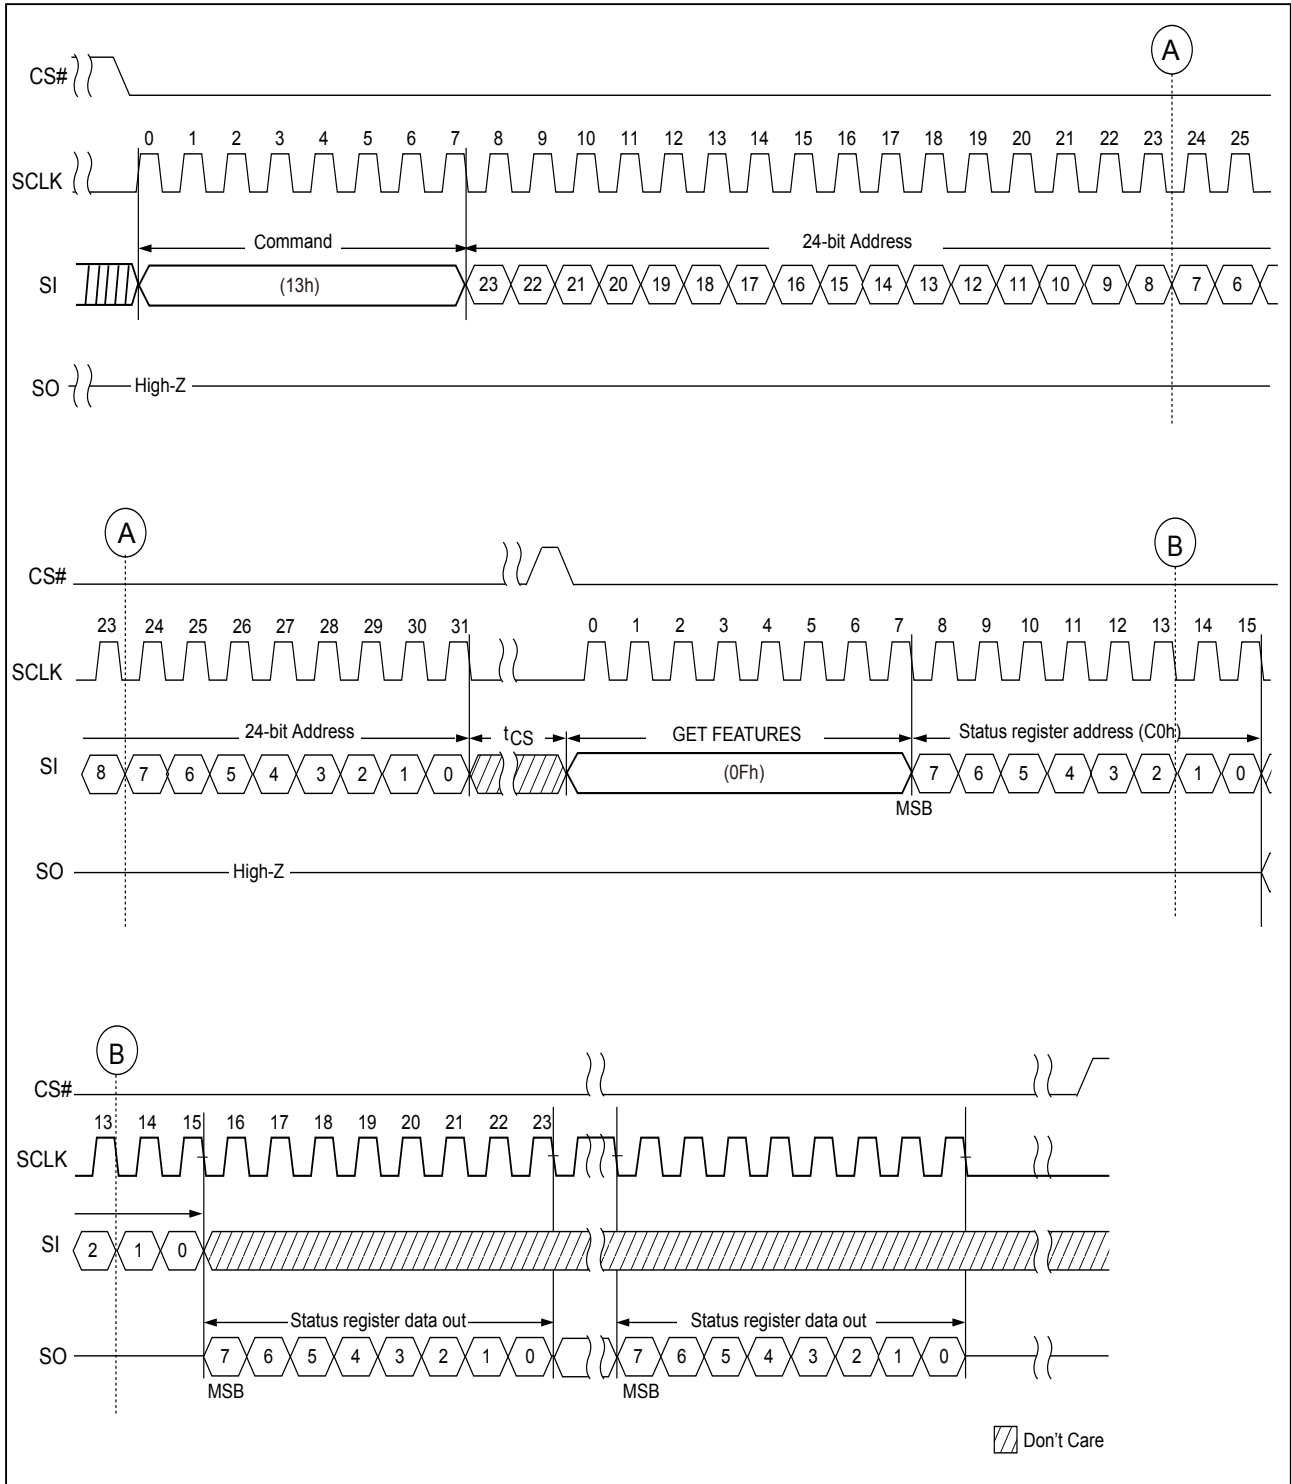 A
CS#
0 1 2 3 4 5 6 7 8 9 10 11 12 13 14 15 16 17 18 19 20 21 22 23 24 25
SCLK
Command 24-bit Address
SI (13h) 23 22 21 20 19 18 17 16 15 14 13 12 11 10 9 8 7 6
SO High-Z
A B
CS#
23 24 25 26 27 28 29 30 31 0 1 2 3 4 5 6 7 8 9 10 11 12 13 14 15
SCLK
24-bit Address tCS GET FEATURES Status register address (C0h)
SI 8 7 6 5 4 3 2 1 0 (0Fh) 7 6 5 4 3 2 1 0
MSB
SO High-Z
B
CS#
13 14 15 16 17 18 19 20 21 22 23
SCLK
SI 2 1 0
Status register data out Status register data out
SO 7 6 5 4 3 2 1 0 7 6 5 4 3 2 1 0
MSB MSB
Don't Care